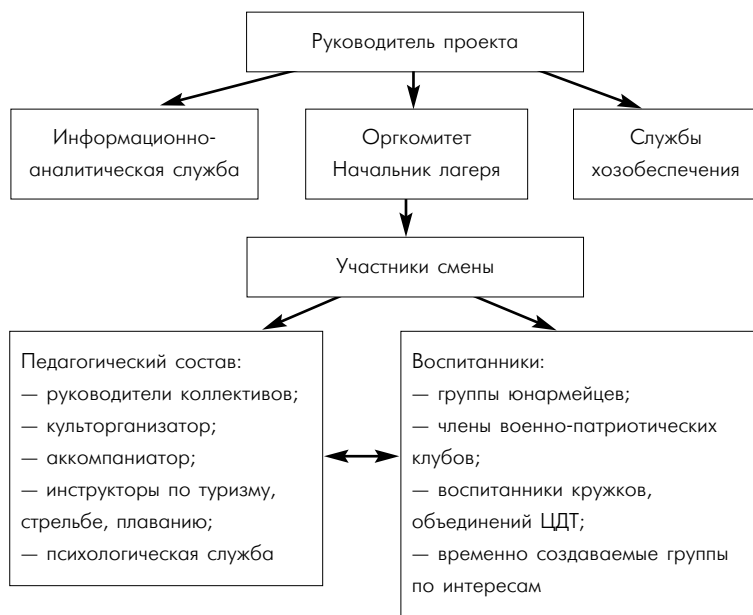 Руководитель проекта
Информационно-
аналитическая служба
Оргкомитет
Начальник лагеря
Службы
хозобеспечения
Участники смены
Педагогический состав:
— руководители коллективов;
— культорганизатор;
— аккомпаниатор;
— инструкторы по туризму,
стрельбе, плаванию;
— психологическая служба
Воспитанники:
— группы юнармейцев;
— члены военно-патриотических
клубов;
— воспитанники кружков,
объединений ЦДТ;
— временно создаваемые группы
по интересам